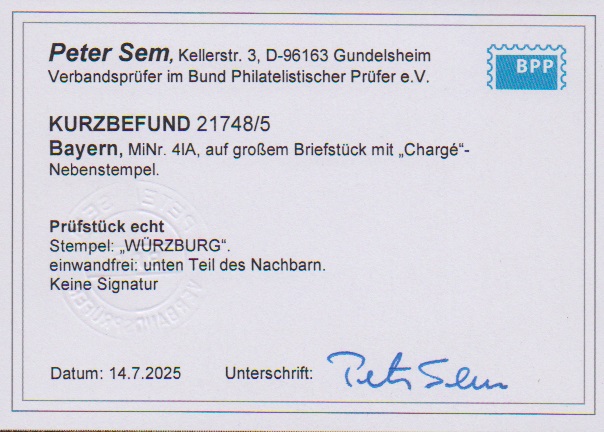 Peter Sem, Kellerstr. 3, D-96163 Gundelsheim
Verbandsprüfer im Bund Philatelistischer Prüfer e.V.
BPP
KURZBEFUND 21748/5
Bayern, MiNr. 4IA, auf großem Briefstück mit „Chargé“-
Nebenstempel.
Prüfstück echt
Stempel: „WÜRZBURG“.
einwandfrei: unten Teil des Nachbarn.
Keine Signatur
Datum: 14.7.2025 Unterschrift: Peter Sem